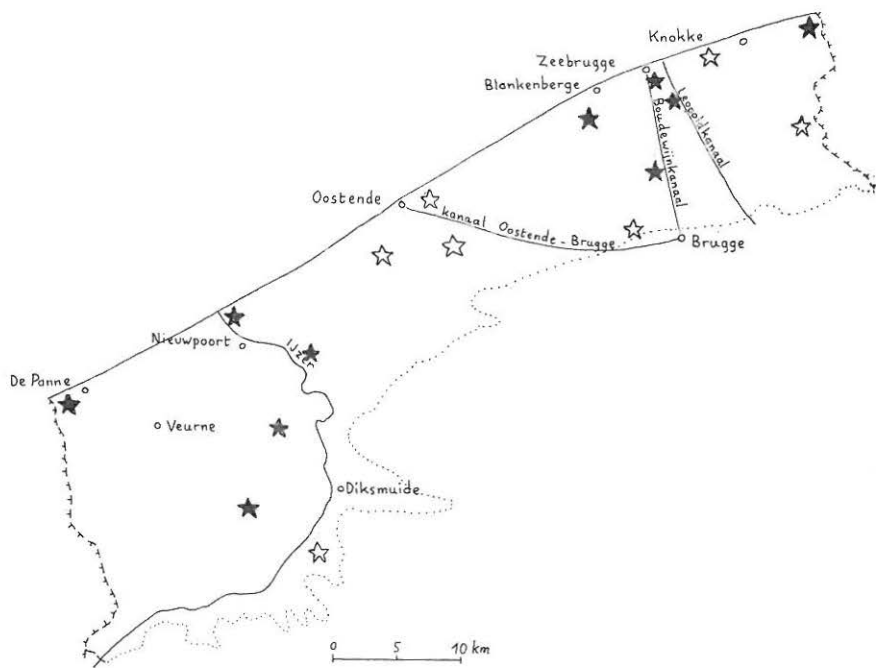 Knokke
Zeebrugge
Blankenberge
Leopoldkanaal
Boudewijnkanaal
Oostende
kanaal Oostende-Brugge
Brugge
Nieuwpoort
IJzer
De Panne
Veurne
Diksmuide
0 5 10 km